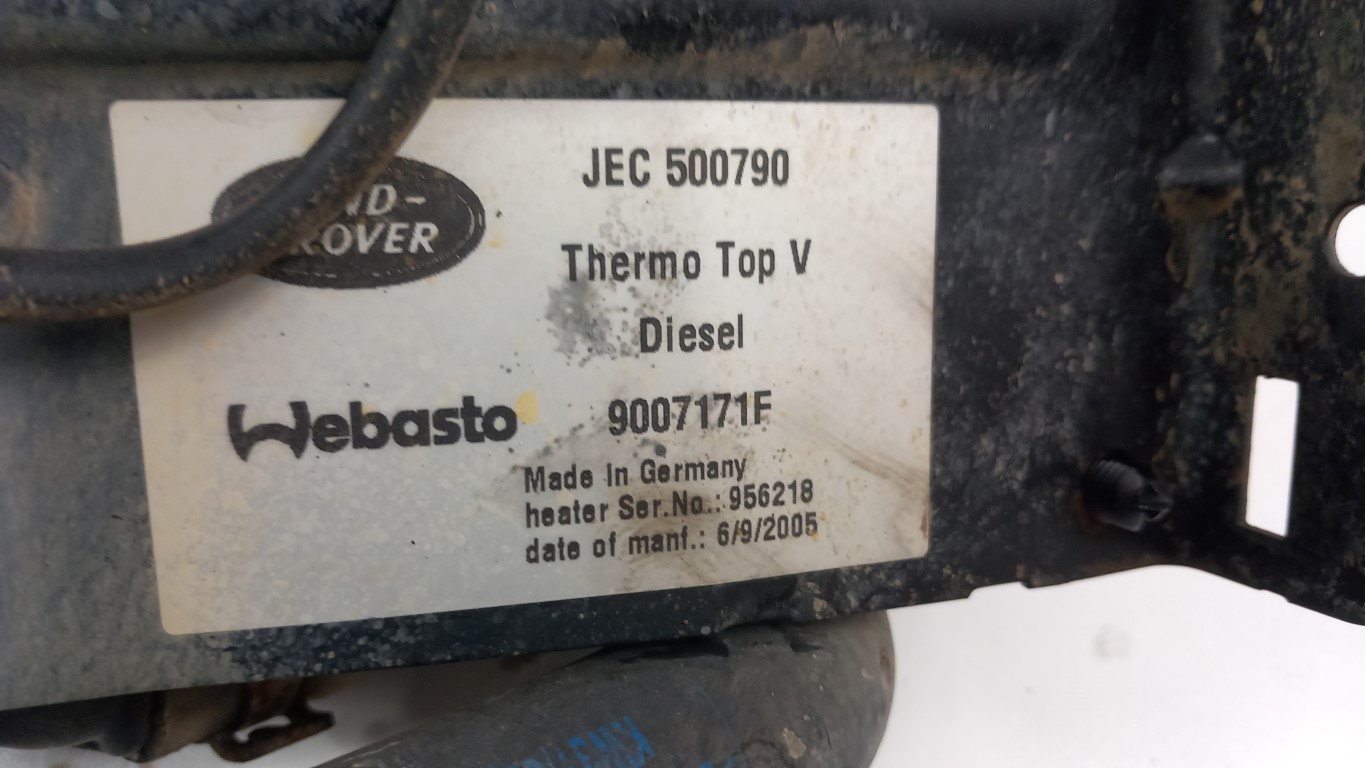 JEC 500790
ROVER
Thermo Top V
Diesel
Webasto
9007171F
Made In Germany
heater Ser.No.: 956218
date of manf.: 6/9/2005